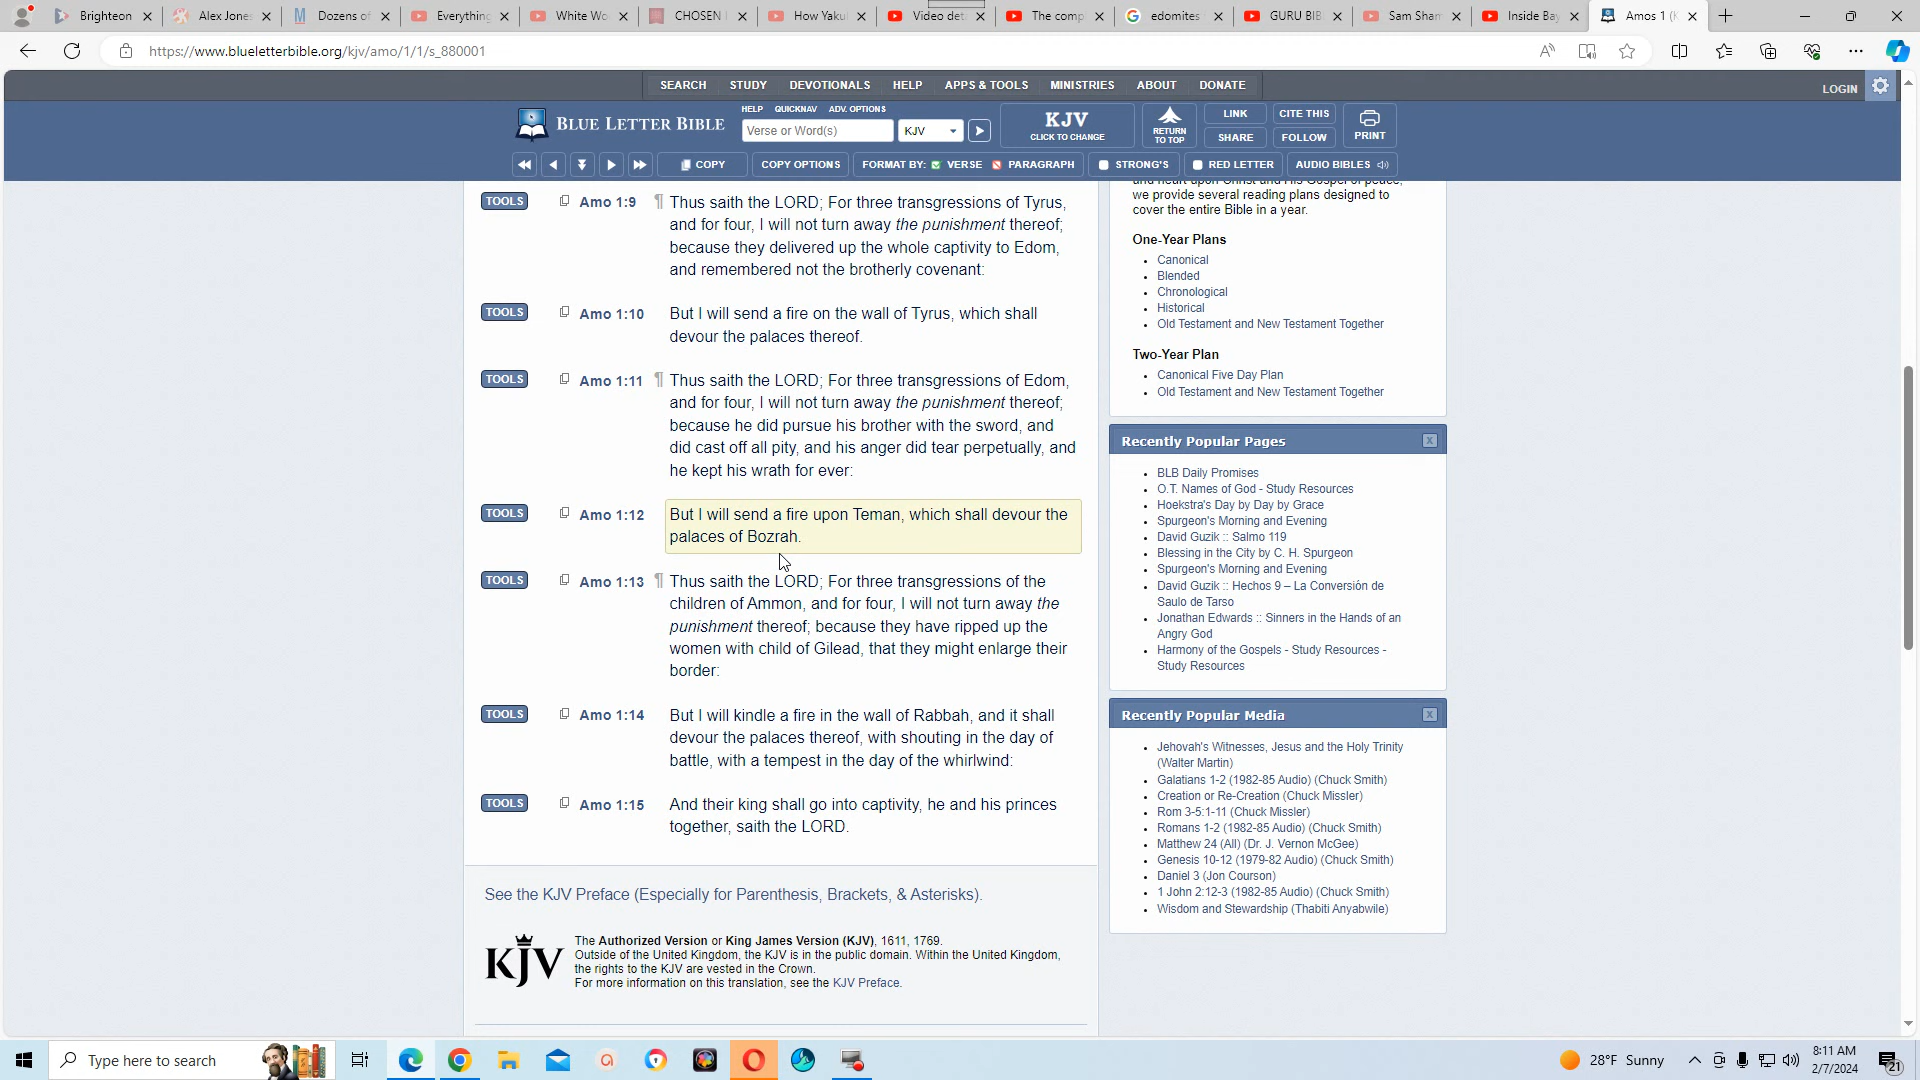 Brighteon
Alex Jone
Dozens of
Everything
White Wo
CHOSEN
How Yaku
Video det
The comp
edomites
GURU BIB
Sam Sham
Inside Bay
Amos 1 (K
https://www.blueletterbible.org/kjv/amo/1/1/s_880001
SEARCH STUDY DEVOTIONALS HELP APPS & TOOLS MINISTRIES ABOUT DONATE
LOGIN
BLUE LETTER BIBLE
HELP QUICKNAV ADV. OPTIONS
Verse or Word(s)
KJV
KJV
CLICK TO CHANGE
RETURN
TO TOP
LINK
CITE THIS
SHARE
FOLLOW
PRINT
COPY
COPY OPTIONS
FORMAT BY: VERSE PARAGRAPH
STRONG'S
RED LETTER
AUDIO BIBLES
TOOLS Amo 1:9 ¶ Thus saith the LORD; For three transgressions of Tyrus,
and for four, I will not turn away the punishment thereof;
because they delivered up the whole captivity to Edom,
and remembered not the brotherly covenant:
TOOLS Amo 1:10 But I will send a fire on the wall of Tyrus, which shall
devour the palaces thereof.
TOOLS Amo 1:11 ¶ Thus saith the LORD; For three transgressions of Edom,
and for four, I will not turn away the punishment thereof;
because he did pursue his brother with the sword, and
did cast off all pity, and his anger did tear perpetually, and
he kept his wrath for ever:
TOOLS Amo 1:12 But I will send a fire upon Teman, which shall devour the
palaces of Bozrah.
TOOLS Amo 1:13 ¶ Thus saith the LORD; For three transgressions of the
children of Ammon, and for four, I will not turn away the
punishment thereof; because they have ripped up the
women with child of Gilead, that they might enlarge their
border:
TOOLS Amo 1:14 But I will kindle a fire in the wall of Rabbah, and it shall
devour the palaces thereof, with shouting in the day of
battle, with a tempest in the day of the whirlwind:
TOOLS Amo 1:15 And their king shall go into captivity, he and his princes
together, saith the LORD.
See the KJV Preface (Especially for Parenthesis, Brackets, & Asterisks).
KJV
The Authorized Version or King James Version (KJV), 1611, 1769.
Outside of the United Kingdom, the KJV is in the public domain. Within the United Kingdom,
the rights to the KJV are vested in the Crown.
For more information on this translation, see the KJV Preface.
and heart upon Christ and His Gospel of peace,
we provide several reading plans designed to
cover the entire Bible in a year.
One-Year Plans
Canonical
Blended
Chronological
Historical
Old Testament and New Testament Together
Two-Year Plan
Canonical Five Day Plan
Old Testament and New Testament Together
Recently Popular Pages
x
BLB Daily Promises
O.T. Names of God - Study Resources
Hoekstra's Day by Day by Grace
Spurgeon's Morning and Evening
David Guzik :: Salmo 119
Blessing in the City by C. H. Spurgeon
Spurgeon's Morning and Evening
David Guzik :: Hechos 9 – La Conversión de
Saulo de Tarso
Jonathan Edwards :: Sinners in the Hands of an
Angry God
Harmony of the Gospels - Study Resources -
Study Resources
Recently Popular Media
x
Jehovah's Witnesses, Jesus and the Holy Trinity
(Walter Martin)
Galatians 1-2 (1982-85 Audio) (Chuck Smith)
Creation or Re-Creation (Chuck Missler)
Rom 3-5:1-11 (Chuck Missler)
Romans 1-2 (1982-85 Audio) (Chuck Smith)
Matthew 24 (All) (Dr. J. Vernon McGee)
Genesis 10-12 (1979-82 Audio) (Chuck Smith)
Daniel 3 (Jon Courson)
1 John 2:12-3 (1982-85 Audio) (Chuck Smith)
Wisdom and Stewardship (Thabiti Anyabwile)
Type here to search
28°F Sunny
8:11 AM
2/7/2024
21